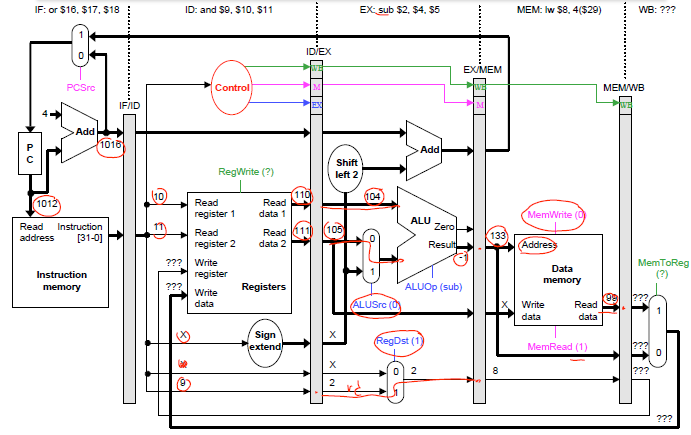 IF: or $16, $17, $18
ID: and $9, $10, $11
EX: sub $2, $4, $5
MEM: lw $8, 4($29)
WB: ???
1
0
PCSrc
4
Add
P
C
1016
1012
IF/ID
Read
address
Instruction
[31-0]
Instruction
memory
Control
ID/EX
WB
M
EX
EX/MEM
WB
M
MEM/WB
WB
RegWrite (?)
10
11
Read
register 1
Read
data 1
Read
register 2
Read
data 2
???
Write
register
???
Write
data
Registers
110
111
X
Sign
extend
X
9
Shift
left 2
Add
104
105
0
1
ALUSrc (0)
ALU
Zero
Result
-1
ALUOp (sub)
X
2
rd
RegDst (1)
0
1
2
133
MemWrite (0)
Address
Data
memory
X
Write
data
Read
data
MemRead (1)
8
99
MemToReg
(?)
???
1
???
0
???
???